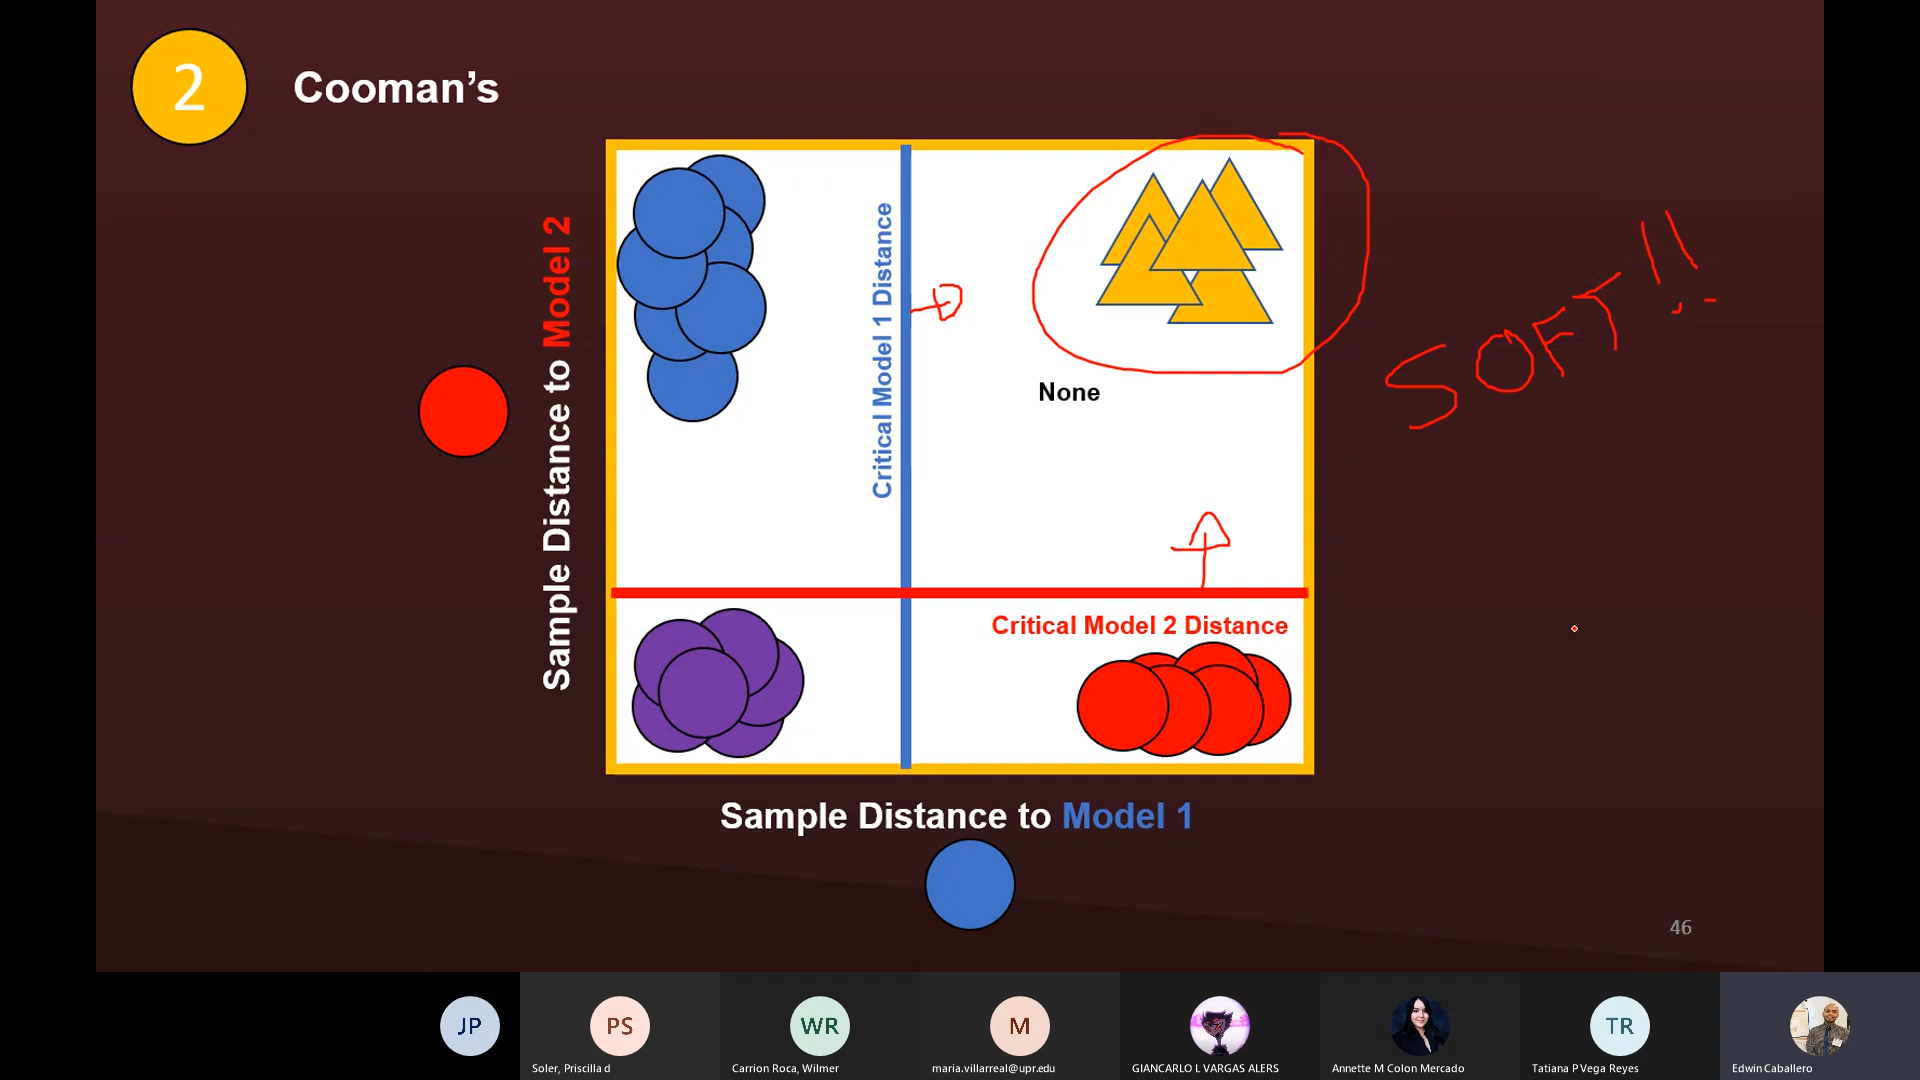 2
Cooman's
Sample Distance to Model 2
Critical Model 1 Distance
None
SOFT!!
Critical Model 2 Distance
Sample Distance to Model 1
46
JP
PS
WR
M
TR
Soler, Priscilla d
Carrion Roca, Wilmer
maria.villarreal@upr.edu
GIANCARLO L VARGAS ALERS
Annette M Colon Mercado
Tatiana P Vega Reyes
Edwin Caballero